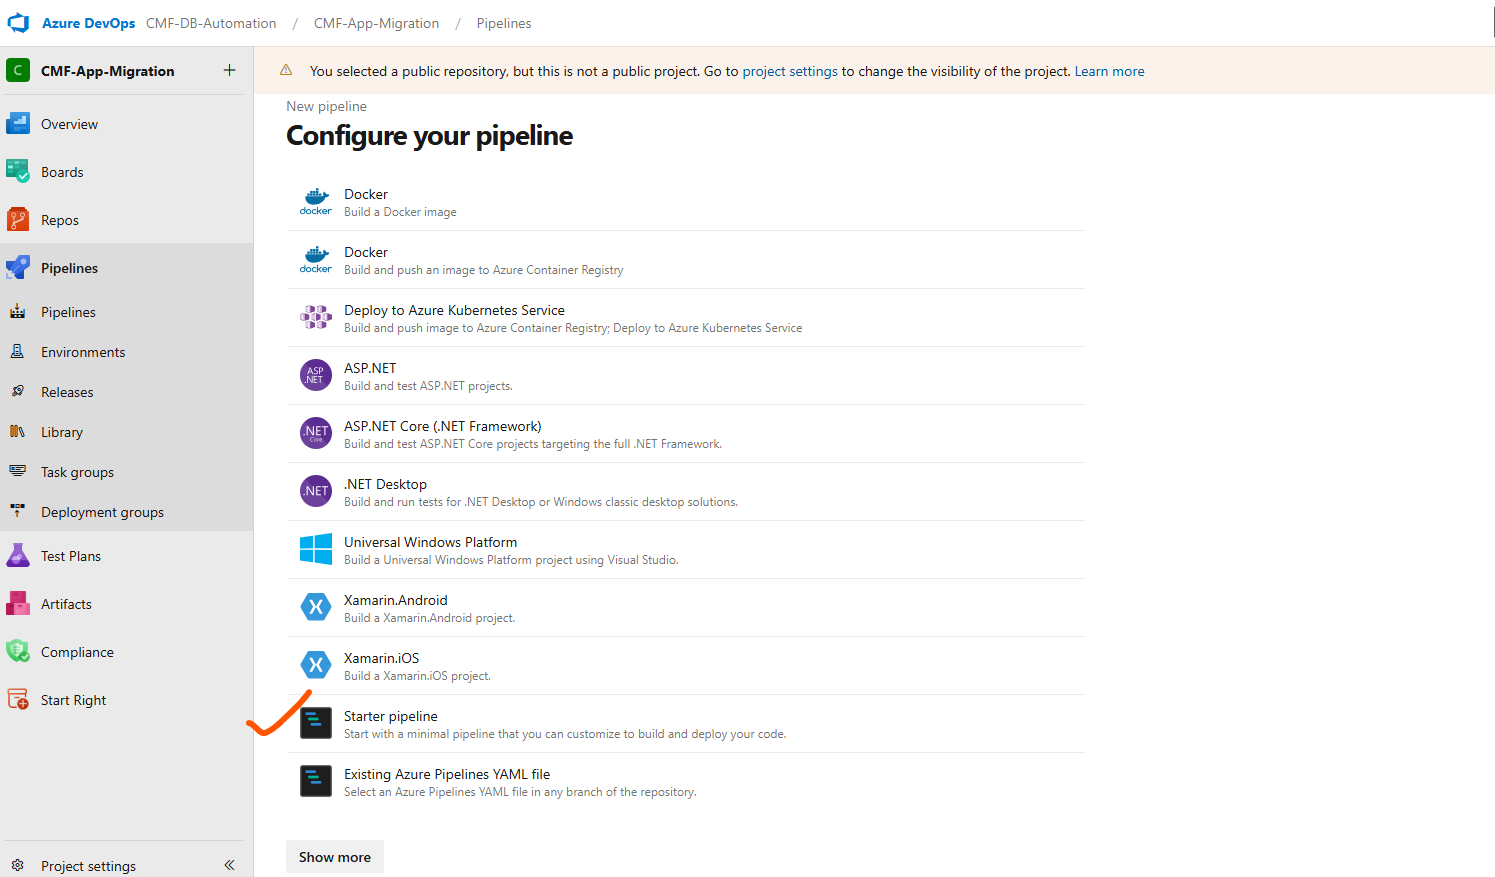 Azure DevOps CMF-DB-Automation / CMF-App-Migration / Pipelines
C CMF-App-Migration +
You selected a public repository, but this is not a public project. Go to project settings to change the visibility of the project. Learn more
Overview
Boards
Repos
Pipelines
Pipelines
Environments
Releases
Library
Task groups
Deployment groups
Test Plans
Artifacts
Compliance
Start Right
Project settings
New pipeline
Configure your pipeline
docker
Docker
Build a Docker image
docker
Docker
Build and push an image to Azure Container Registry
Deploy to Azure Kubernetes Service
Build and push image to Azure Container Registry; Deploy to Azure Kubernetes Service
ASP
.NET
ASP.NET
Build and test ASP.NET projects.
.NET
Core
ASP.NET Core (.NET Framework)
Build and test ASP.NET Core projects targeting the full .NET Framework.
.NET
.NET Desktop
Build and run tests for .NET Desktop or Windows classic desktop solutions.
Universal Windows Platform
Build a Universal Windows Platform project using Visual Studio.
X
Xamarin.Android
Build a Xamarin.Android project.
X
Xamarin.iOS
Build a Xamarin.iOS project.
Starter pipeline
Start with a minimal pipeline that you can customize to build and deploy your code.
Existing Azure Pipelines YAML file
Select an Azure Pipelines YAML file in any branch of the repository.
Show more